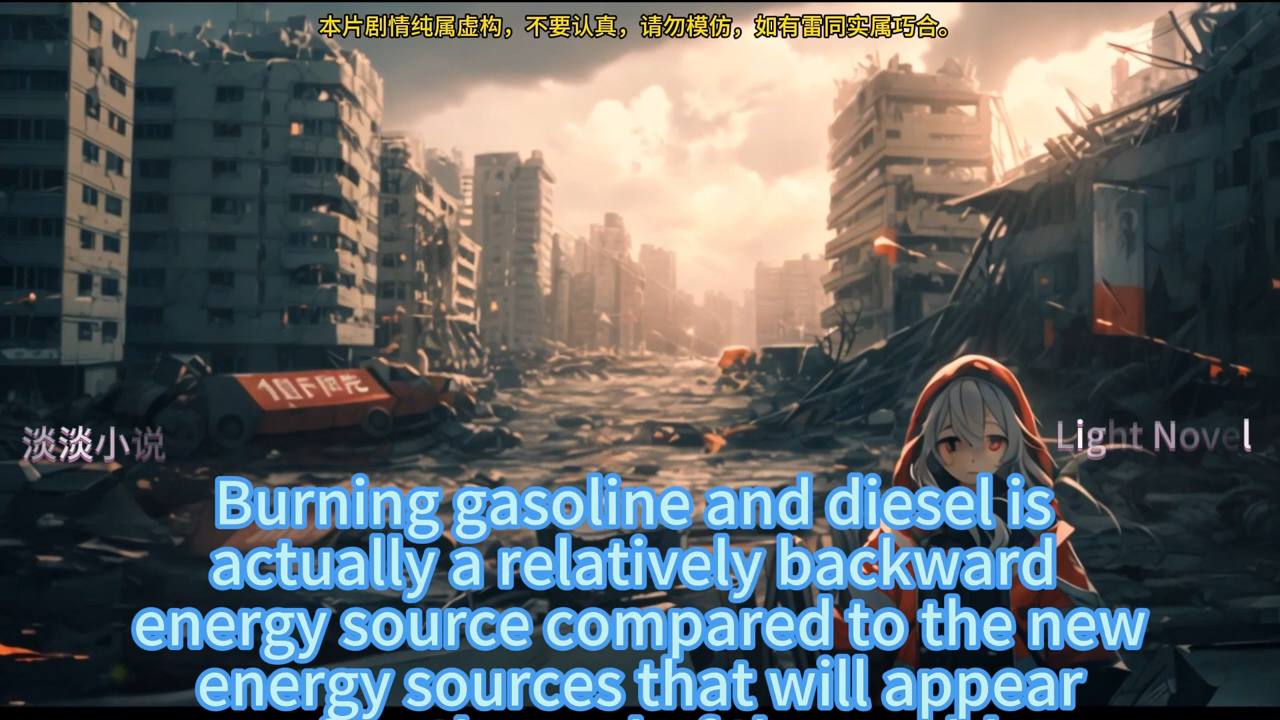 本片剧情纯属虚构，不要认真，请勿模仿，如有雷同实属巧合。
淡淡小说
Light Novel
Burning gasoline and diesel is
actually a relatively backward
energy source compared to the new
energy sources that will appear